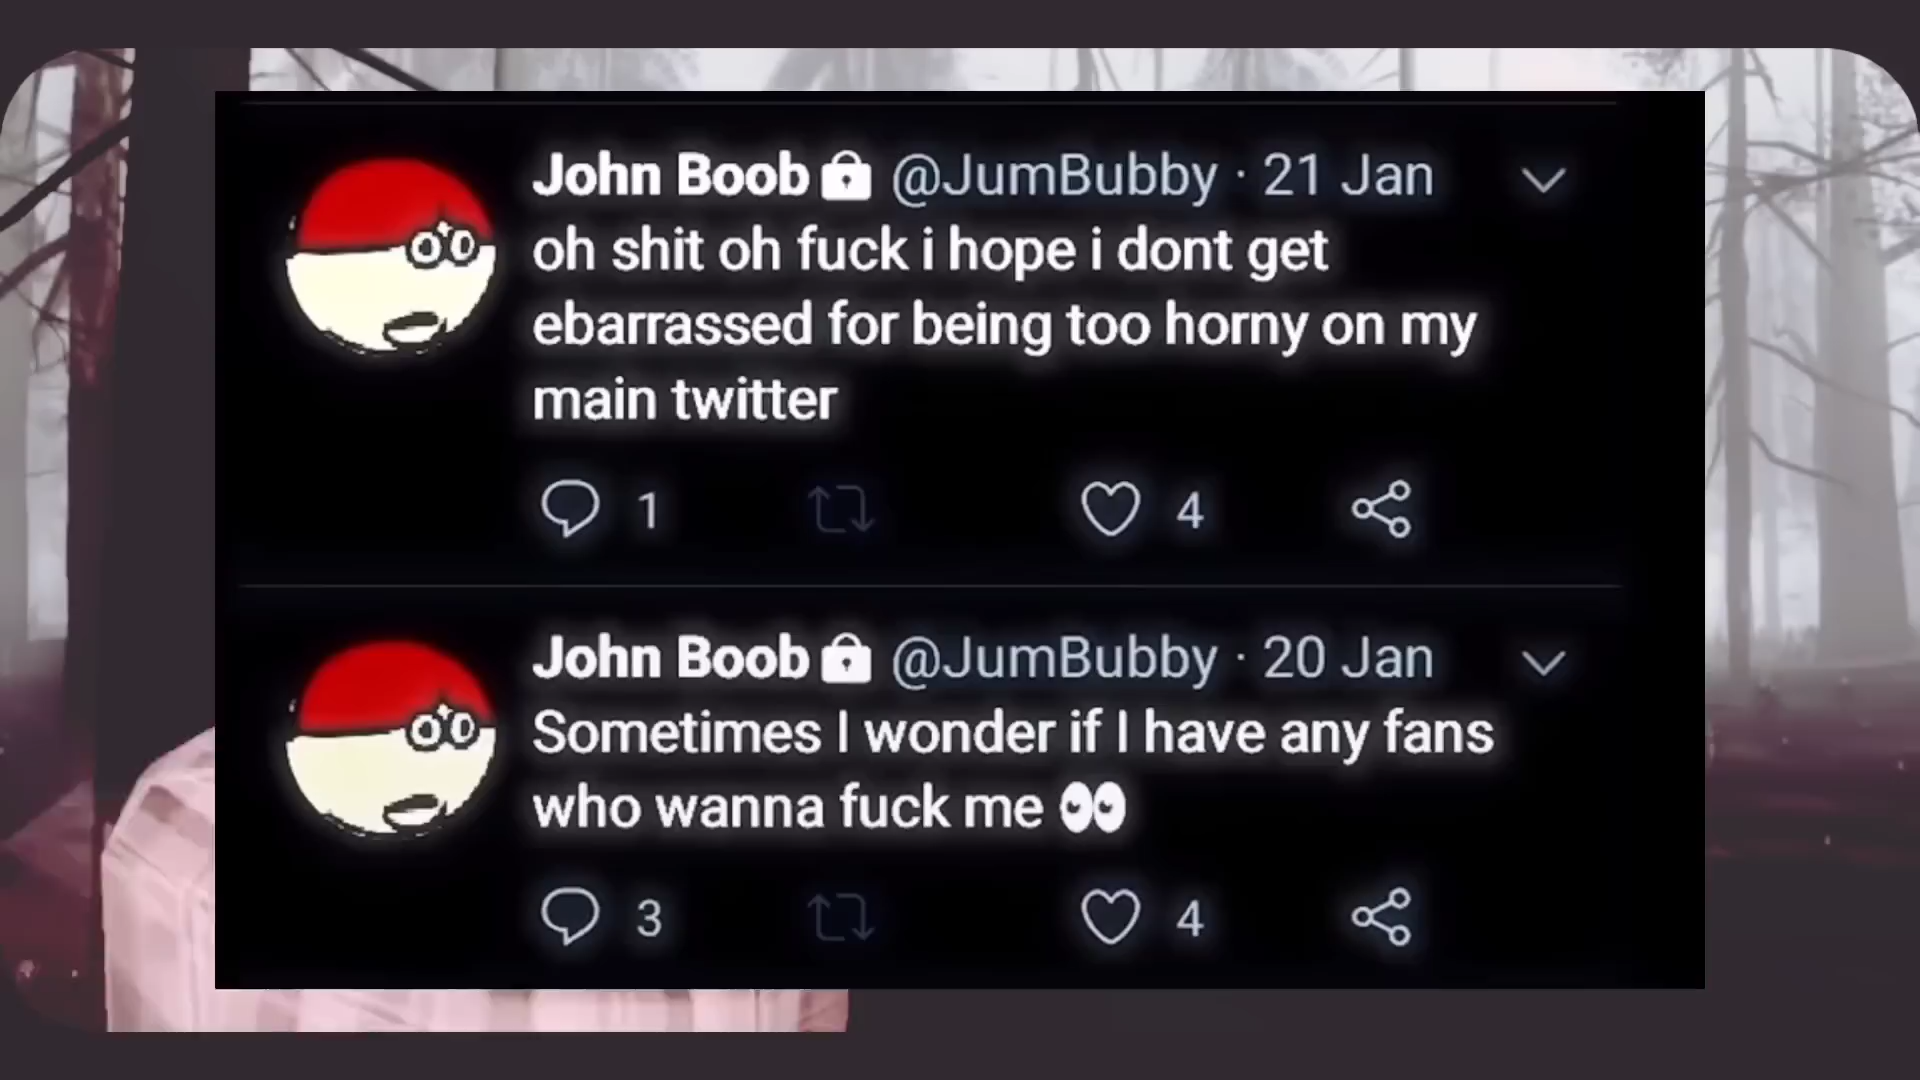 John Boob🔒 @JumBubby · 21 Jan
oh shit oh fuck i hope i dont get
ebarrassed for being too horny on my
main twitter
1 4
John Boob🔒 @JumBubby · 20 Jan
Sometimes I wonder if I have any fans
who wanna fuck me 👀
3 4